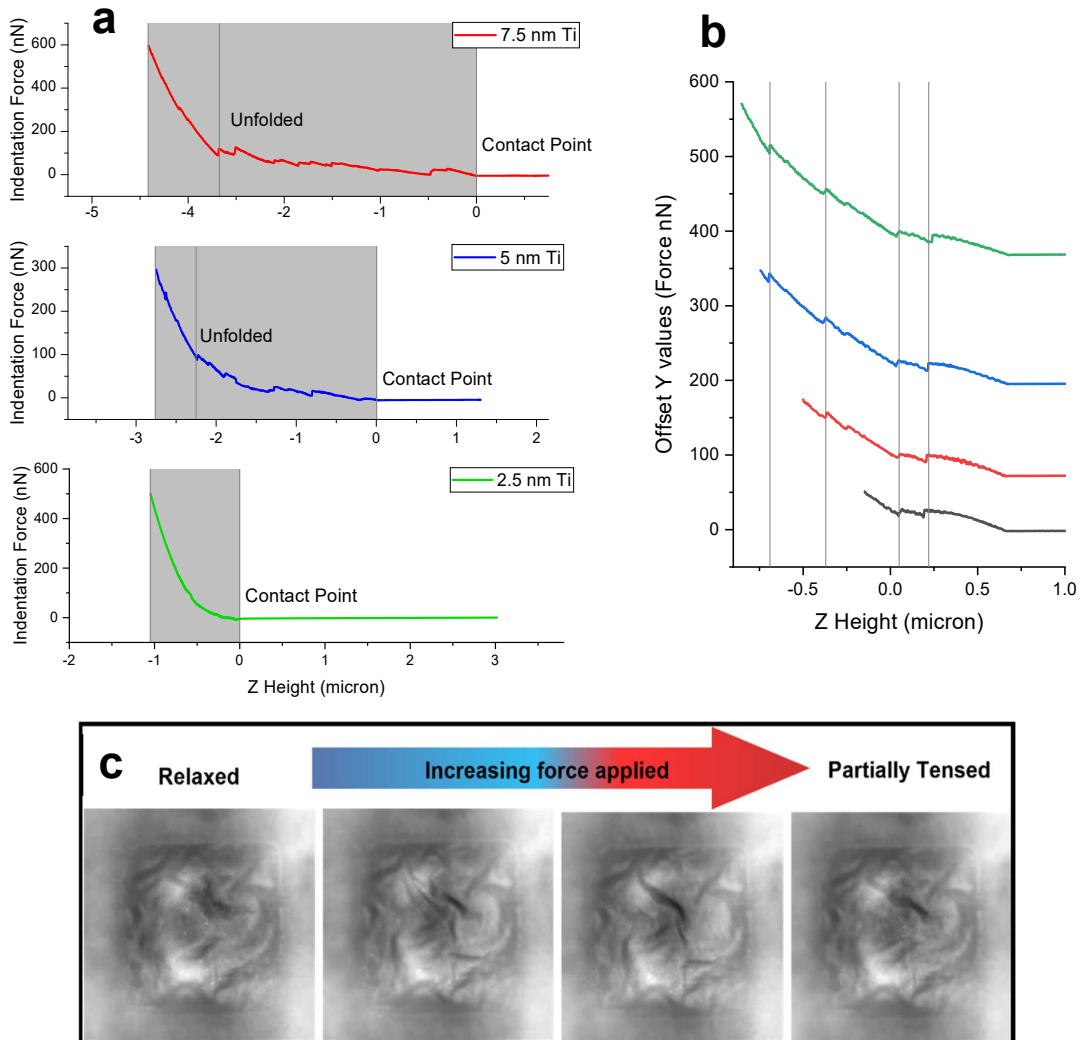 a
Indentation Force (nN)
600
400
200
0
7.5 nm Ti
Unfolded
Contact Point
-5
-4
-3
-2
-1
0
Indentation Force (nN)
300
200
100
0
5 nm Ti
Unfolded
Contact Point
-3
-2
-1
0
1
2
Indentation Force (nN)
600
400
200
0
2.5 nm Ti
Contact Point
-2
-1
0
1
2
3
Z Height (micron)
b
Offset Y values (Force nN)
600
500
400
300
200
100
0
-0.5
0.0
0.5
1.0
Z Height (micron)
c
Relaxed
Increasing force applied
Partially Tensed